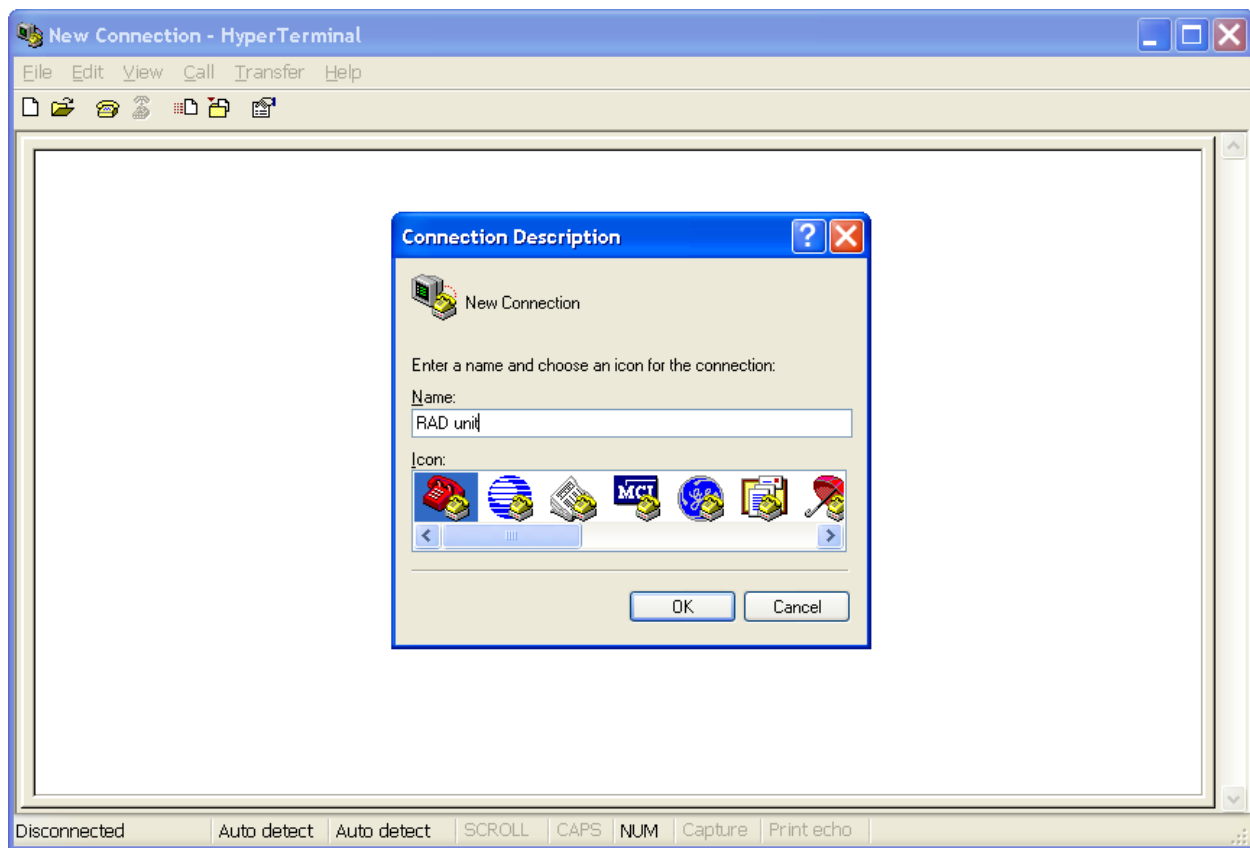 New Connection - HyperTerminal
File Edit View Call Transfer Help
Connection Description
New Connection
Enter a name and choose an icon for the connection:
Name:
RAD unit
Icon:
MCI
OK Cancel
Disconnected Auto detect Auto detect SCROLL CAPS NUM Capture Print echo